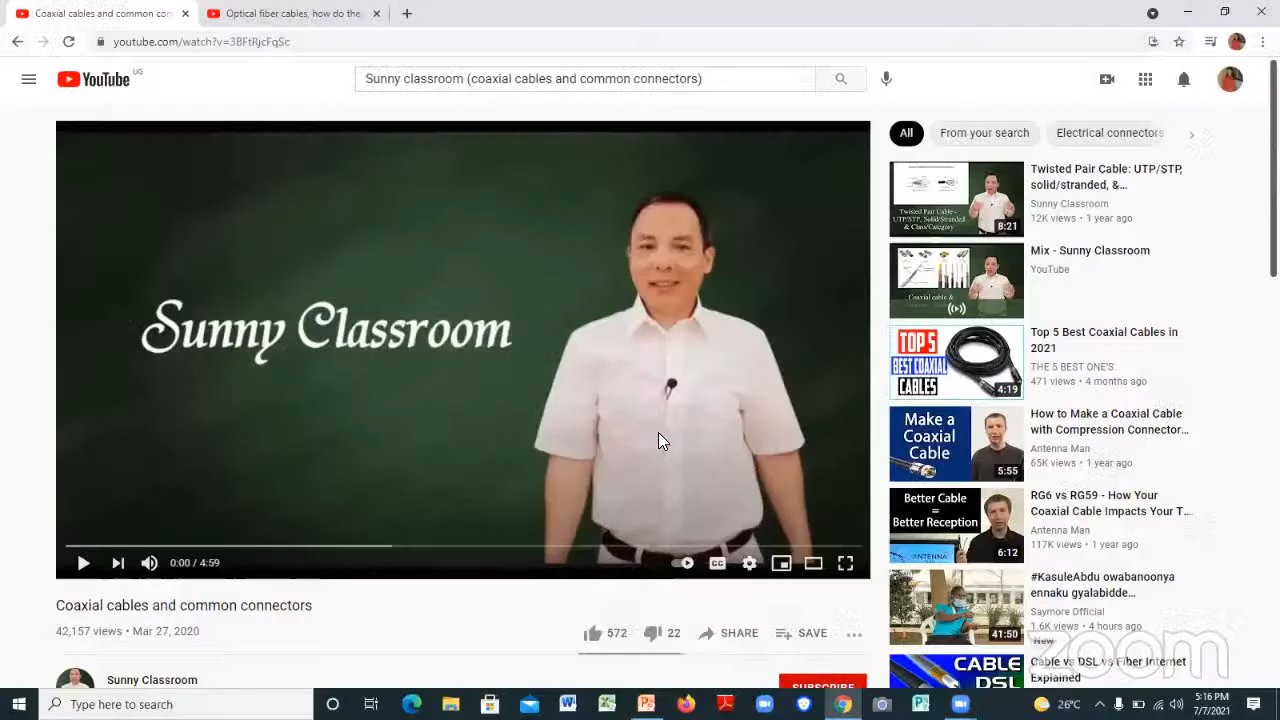 Coaxial cables and common con
Optical fiber cables, how do the
youtube.com/watch?v=3BFtRjcFqSc
YouTube UG
Sunny classroom (coaxial cables and common connectors)
Sunny Classroom
0:00 / 4:59
CC
Coaxial cables and common connectors
42,157 views • Mar 27, 2020
572
22
SHARE
SAVE
Sunny Classroom
SUBSCRIBE
All
From your search
Electrical connectors
Twisted Pair Cable -
UTP/STP, Solid/Stranded
& Class/Category
8:21
Twisted Pair Cable: UTP/STP,
solid/stranded, &...
Sunny Classroom
12K views • 1 year ago
Coaxial cable &
Mix - Sunny Classroom
YouTube
TOP 5
BEST COAXIAL
CABLES
4:19
Top 5 Best Coaxial Cables in
2021
THE 5 BEST ONE'S
471 views • 4 months ago
Make a
Coaxial
Cable
5:55
How to Make a Coaxial Cable
with Compression Connector...
Antenna Man
65K views • 1 year ago
Better Cable
=
Better Reception
ANTENNA
6:12
RG6 vs RG59 - How Your
Coaxial Cable Impacts Your T...
Antenna Man
117K views • 1 year ago
41:50
#KasuleAbdu owabanoonya
ennaku gyalabidde...
Saymore Official
1.6K views • 4 hours ago
New
CABLE
DSL
Cable vs DSL vs Fiber Internet
Explained
zoom
Type here to search
26°C
5:16 PM
7/7/2021